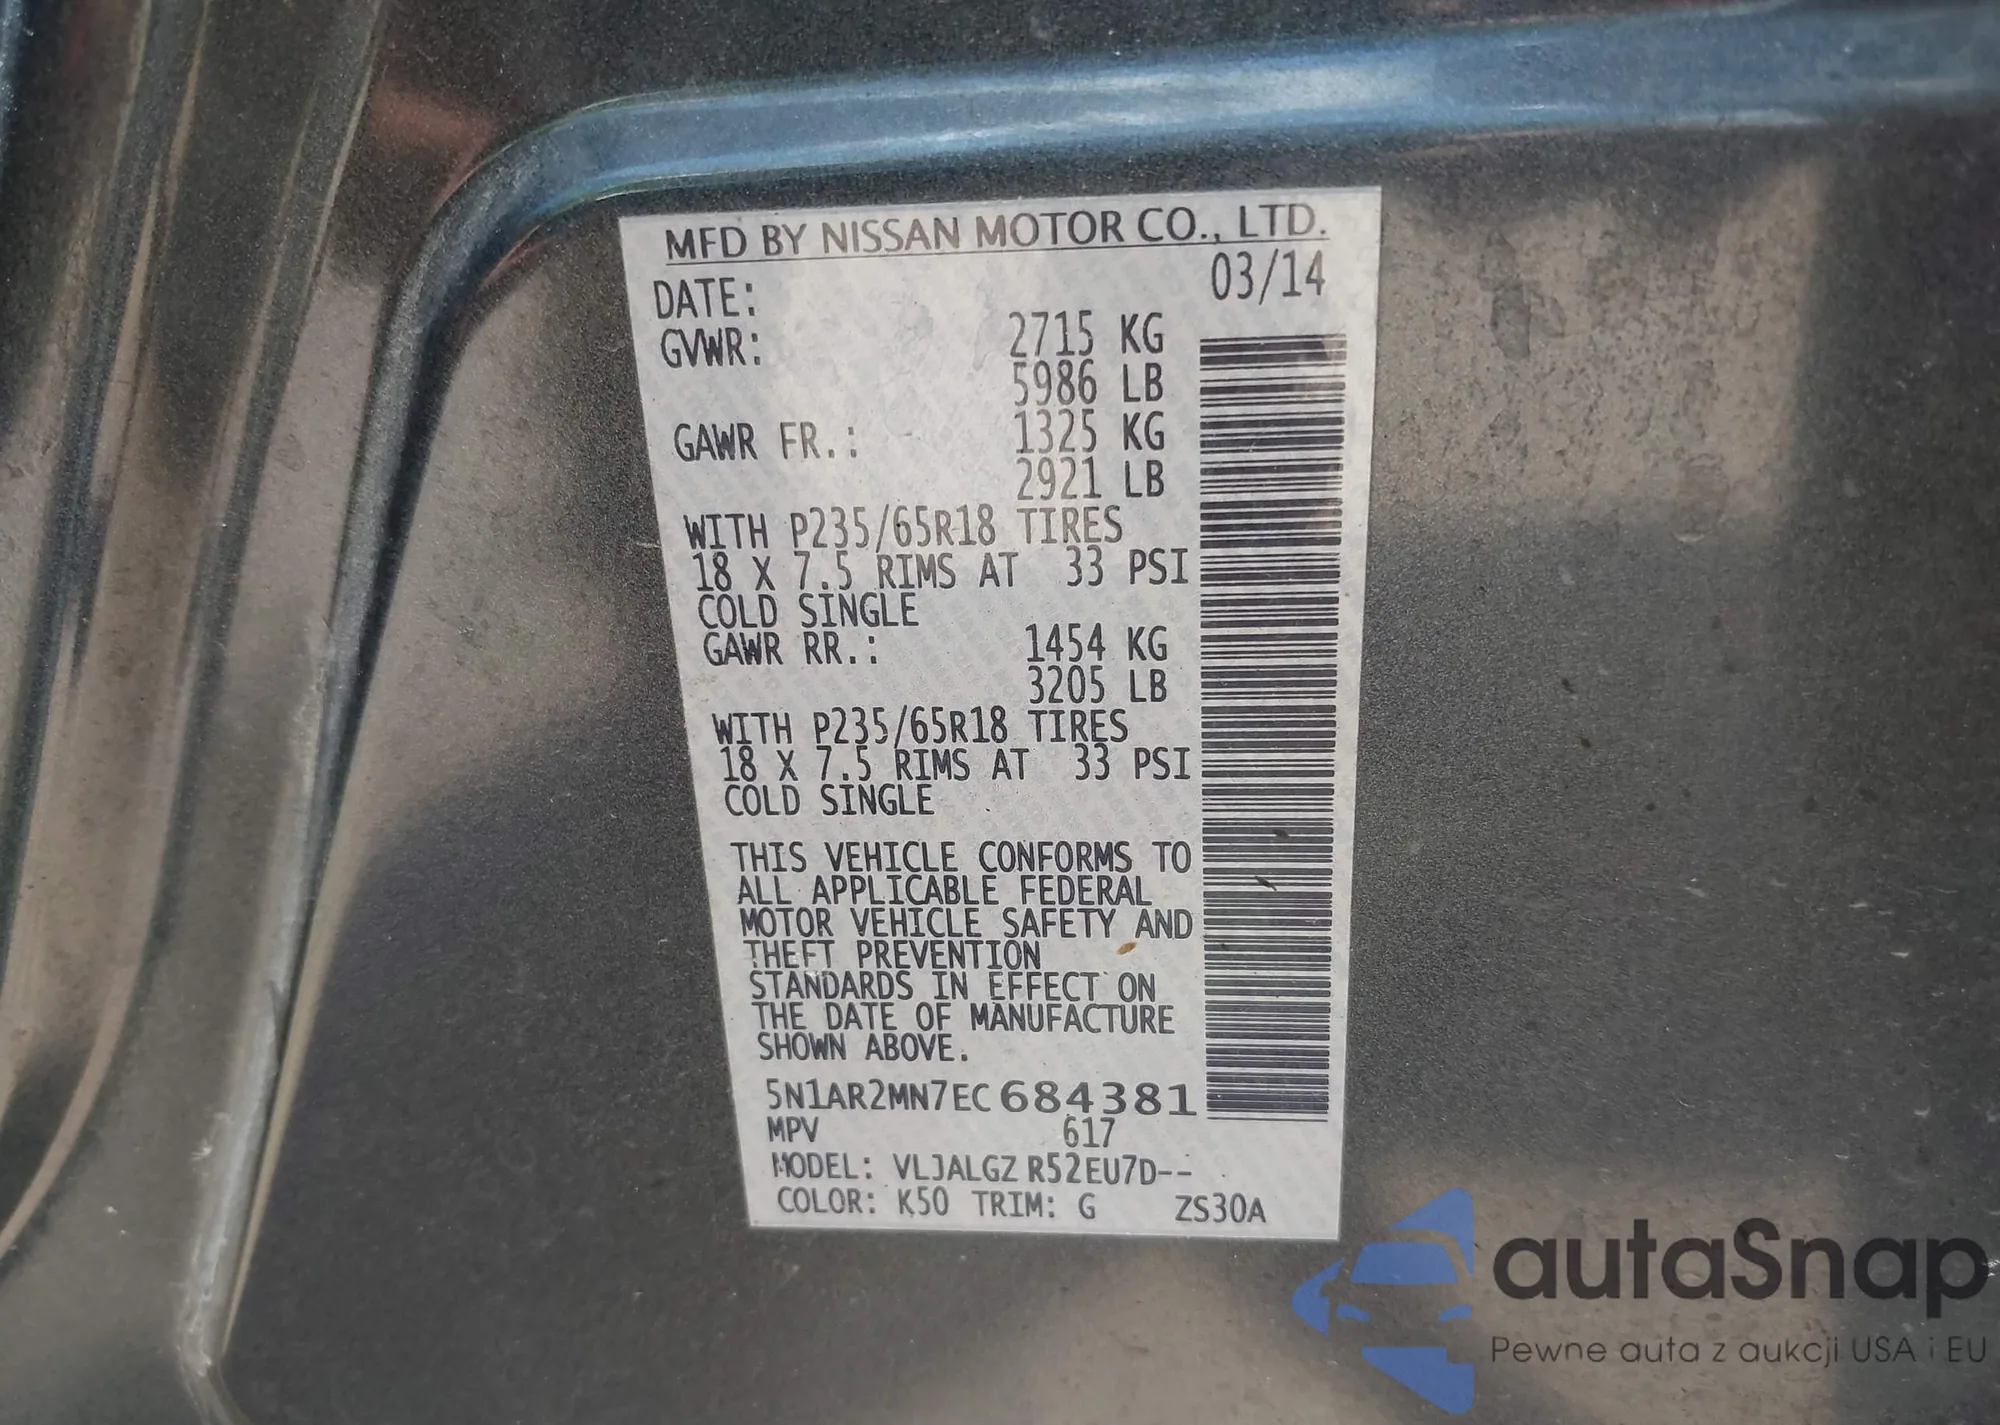 MFD BY NISSAN MOTOR CO., LTD.
DATE: 03/14
GVWR: 2715 KG
5986 LB
GAWR FR.: 1325 KG
2921 LB
WITH P235/65R18 TIRES
18 X 7.5 RIMS AT 33 PSI
COLD SINGLE
GAWR RR.: 1454 KG
3205 LB
WITH P235/65R18 TIRES
18 X 7.5 RIMS AT 33 PSI
COLD SINGLE
THIS VEHICLE CONFORMS TO
ALL APPLICABLE FEDERAL
MOTOR VEHICLE SAFETY AND
THEFT PREVENTION
STANDARDS IN EFFECT ON
THE DATE OF MANUFACTURE
SHOWN ABOVE.
5N1AR2MN7EC684381
MPV 617
MODEL: VLJALGZ R52EU7D--
COLOR: K50 TRIM: G ZS30A
autaSnap
Pewne auta z aukcji USA i EU